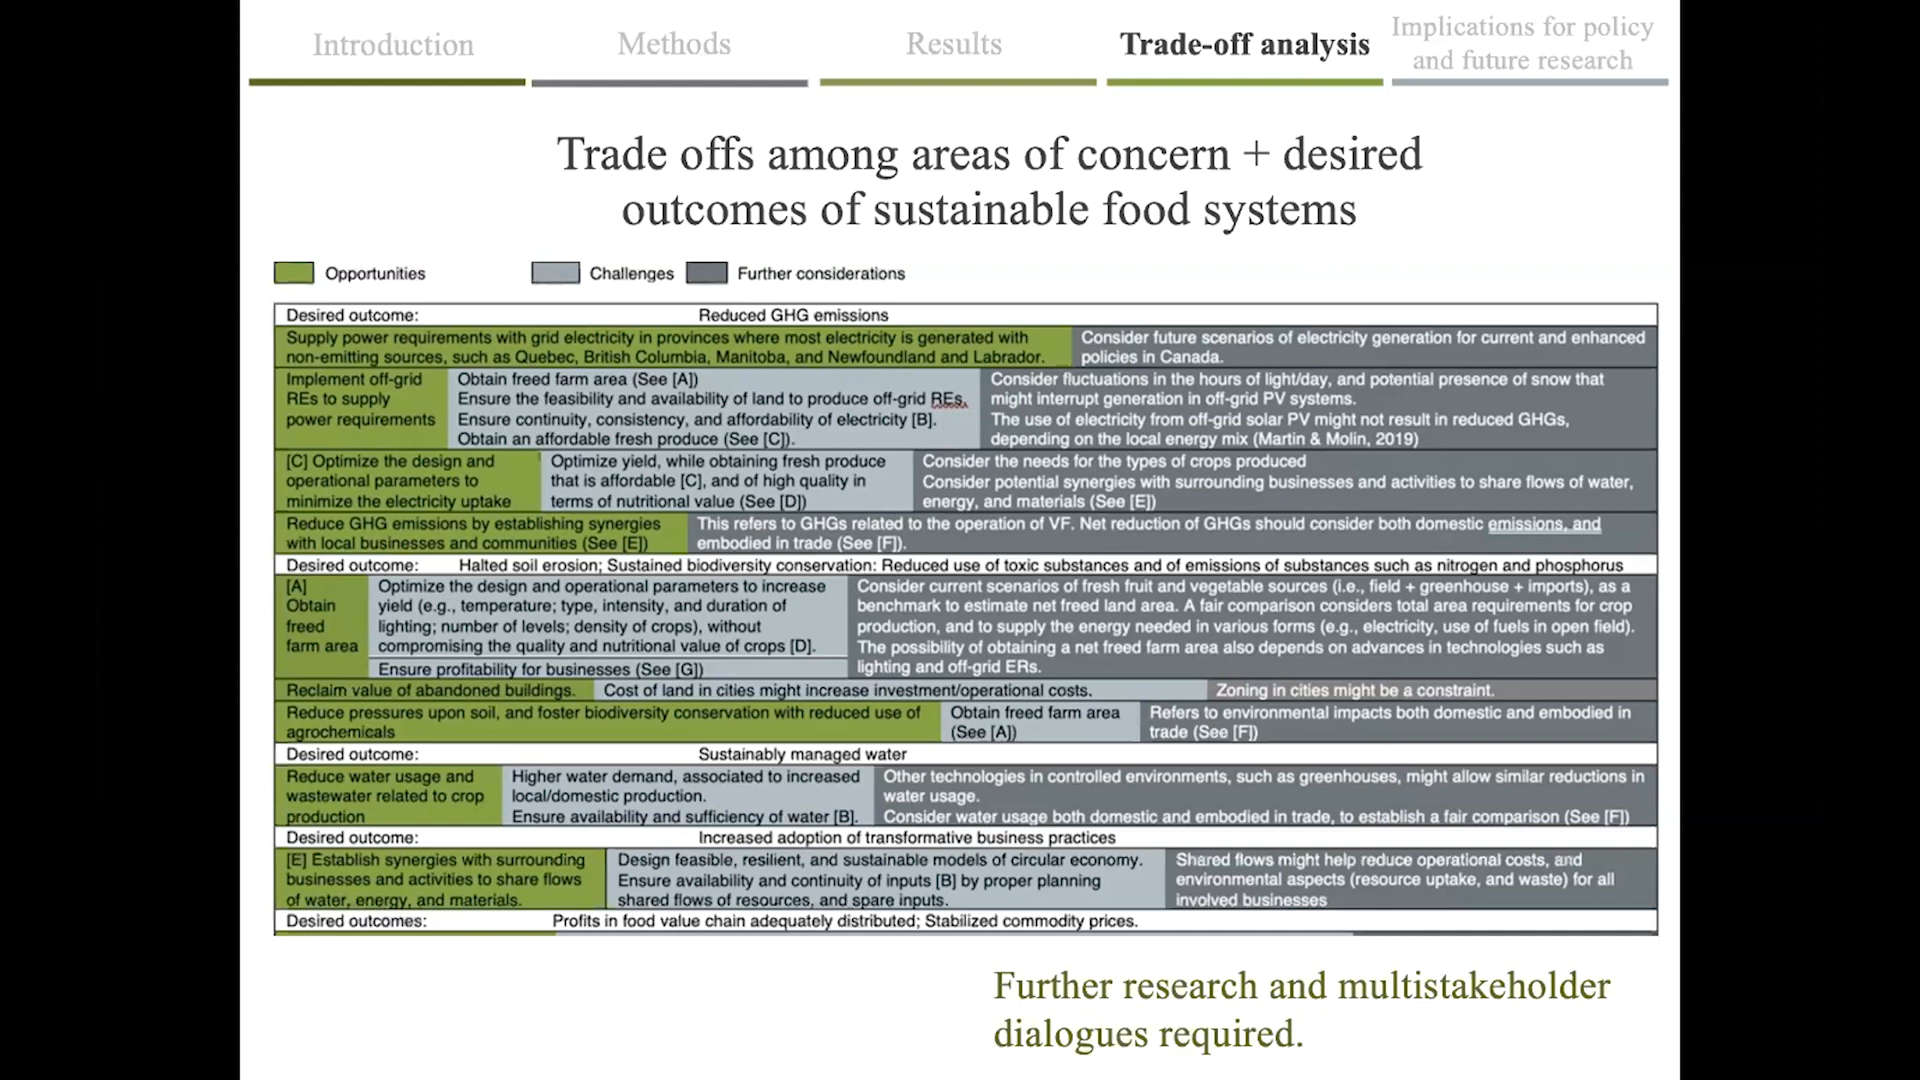 Introduction
Methods
Results
Trade-off analysis
Implications for policy
and future research
Trade offs among areas of concern + desired
outcomes of sustainable food systems
Opportunities
Challenges
Further considerations
Desired outcome: Reduced GHG emissions
Supply power requirements with grid electricity in provinces where most electricity is generated with
non-emitting sources, such as Quebec, British Columbia, Manitoba, and Newfoundland and Labrador.
Consider future scenarios of electricity generation for current and enhanced
policies in Canada.
Implement off-grid
REs to supply
power requirements
Obtain freed farm area (See [A])
Ensure the feasibility and availability of land to produce off-grid REs.
Ensure continuity, consistency, and affordability of electricity [B].
Obtain an affordable fresh produce (See [C]).
Consider fluctuations in the hours of light/day, and potential presence of snow that
might interrupt generation in off-grid PV systems.
The use of electricity from off-grid solar PV might not result in reduced GHGs,
depending on the local energy mix (Martin & Molin, 2019)
[C] Optimize the design and
operational parameters to
minimize the electricity uptake
Optimize yield, while obtaining fresh produce
that is affordable [C], and of high quality in
terms of nutritional value (See [D])
Consider the needs for the types of crops produced
Consider potential synergies with surrounding businesses and activities to share flows of water,
energy, and materials (See [E])
Reduce GHG emissions by establishing synergies
with local businesses and communities (See [E])
This refers to GHGs related to the operation of VF. Net reduction of GHGs should consider both domestic emissions, and
embodied in trade (See [F]).
Desired outcome: Halted soil erosion; Sustained biodiversity conservation: Reduced use of toxic substances and of emissions of substances such as nitrogen and phosphorus
[A]
Obtain
freed
farm area
Optimize the design and operational parameters to increase
yield (e.g., temperature; type, intensity, and duration of
lighting; number of levels; density of crops), without
compromising the quality and nutritional value of crops [D].
Ensure profitability for businesses (See [G])
Consider current scenarios of fresh fruit and vegetable sources (i.e., field + greenhouse + imports), as a
benchmark to estimate net freed land area. A fair comparison considers total area requirements for crop
production, and to supply the energy needed in various forms (e.g., electricity, use of fuels in open field).
The possibility of obtaining a net freed farm area also depends on advances in technologies such as
lighting and off-grid ERs.
Reclaim value of abandoned buildings.
Cost of land in cities might increase investment/operational costs.
Zoning in cities might be a constraint.
Reduce pressures upon soil, and foster biodiversity conservation with reduced use of
agrochemicals
Obtain freed farm area
(See [A])
Refers to environmental impacts both domestic and embodied in
trade (See [F])
Desired outcome: Sustainably managed water
Reduce water usage and
wastewater related to crop
production
Higher water demand, associated to increased
local/domestic production.
Ensure availability and sufficiency of water [B].
Other technologies in controlled environments, such as greenhouses, might allow similar reductions in
water usage.
Consider water usage both domestic and embodied in trade, to establish a fair comparison (See [F])
Desired outcome: Increased adoption of transformative business practices
[E] Establish synergies with surrounding
businesses and activities to share flows
of water, energy, and materials.
Design feasible, resilient, and sustainable models of circular economy.
Ensure availability and continuity of inputs [B] by proper planning
shared flows of resources, and spare inputs.
Shared flows might help reduce operational costs, and
environmental aspects (resource uptake, and waste) for all
involved businesses
Desired outcomes: Profits in food value chain adequately distributed; Stabilized commodity prices.
Further research and multistakeholder
dialogues required.